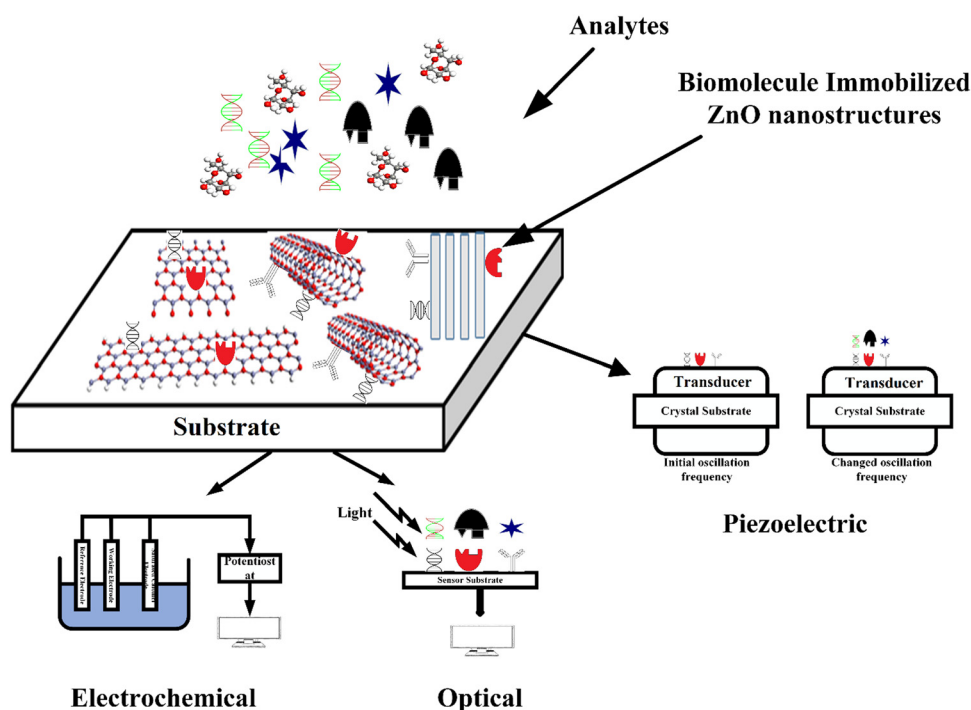 Analytes
Biomolecule Immobilized
ZnO nanostructures
Substrate
Transducer
Crystal Substrate
Initial oscillation
frequency
Transducer
Crystal Substrate
Changed oscillation
frequency
Piezoelectric
Reference Electrode
Working Electrode
Electrode
Potentiost
at
Electrochemical
Light
Sensor Substrate
Optical